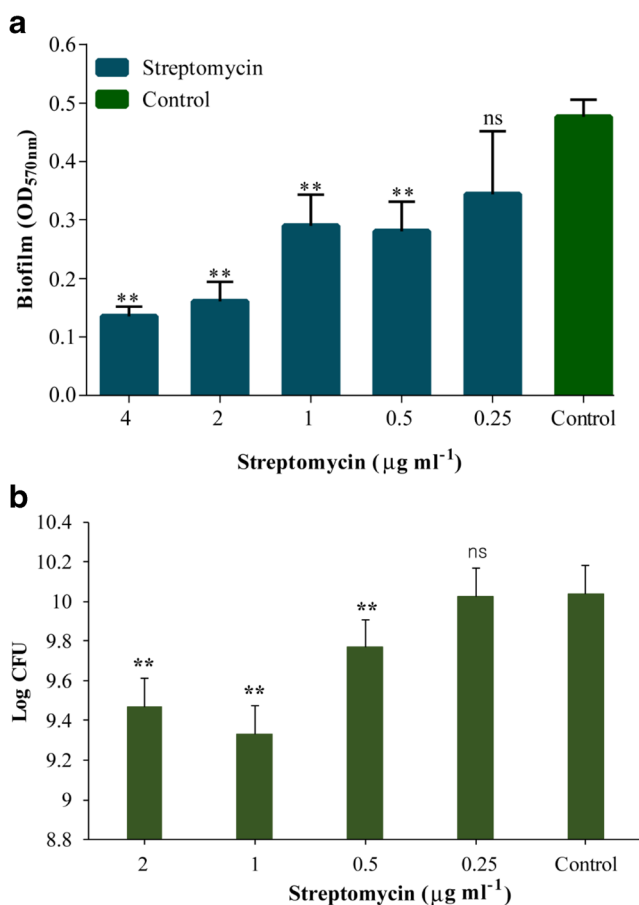 a
0.6
0.5
0.4
0.3
0.2
0.1
0.0
Biofilm (OD570nm)
Streptomycin
Control
**
**
**
**
ns
4 2 1 0.5 0.25 Control
Streptomycin (μg ml-1)
b
10.4
10.2
10
9.8
9.6
9.4
9.2
9
8.8
Log CFU
**
**
**
ns
2 1 0.5 0.25 Control
Streptomycin (μg ml-1)